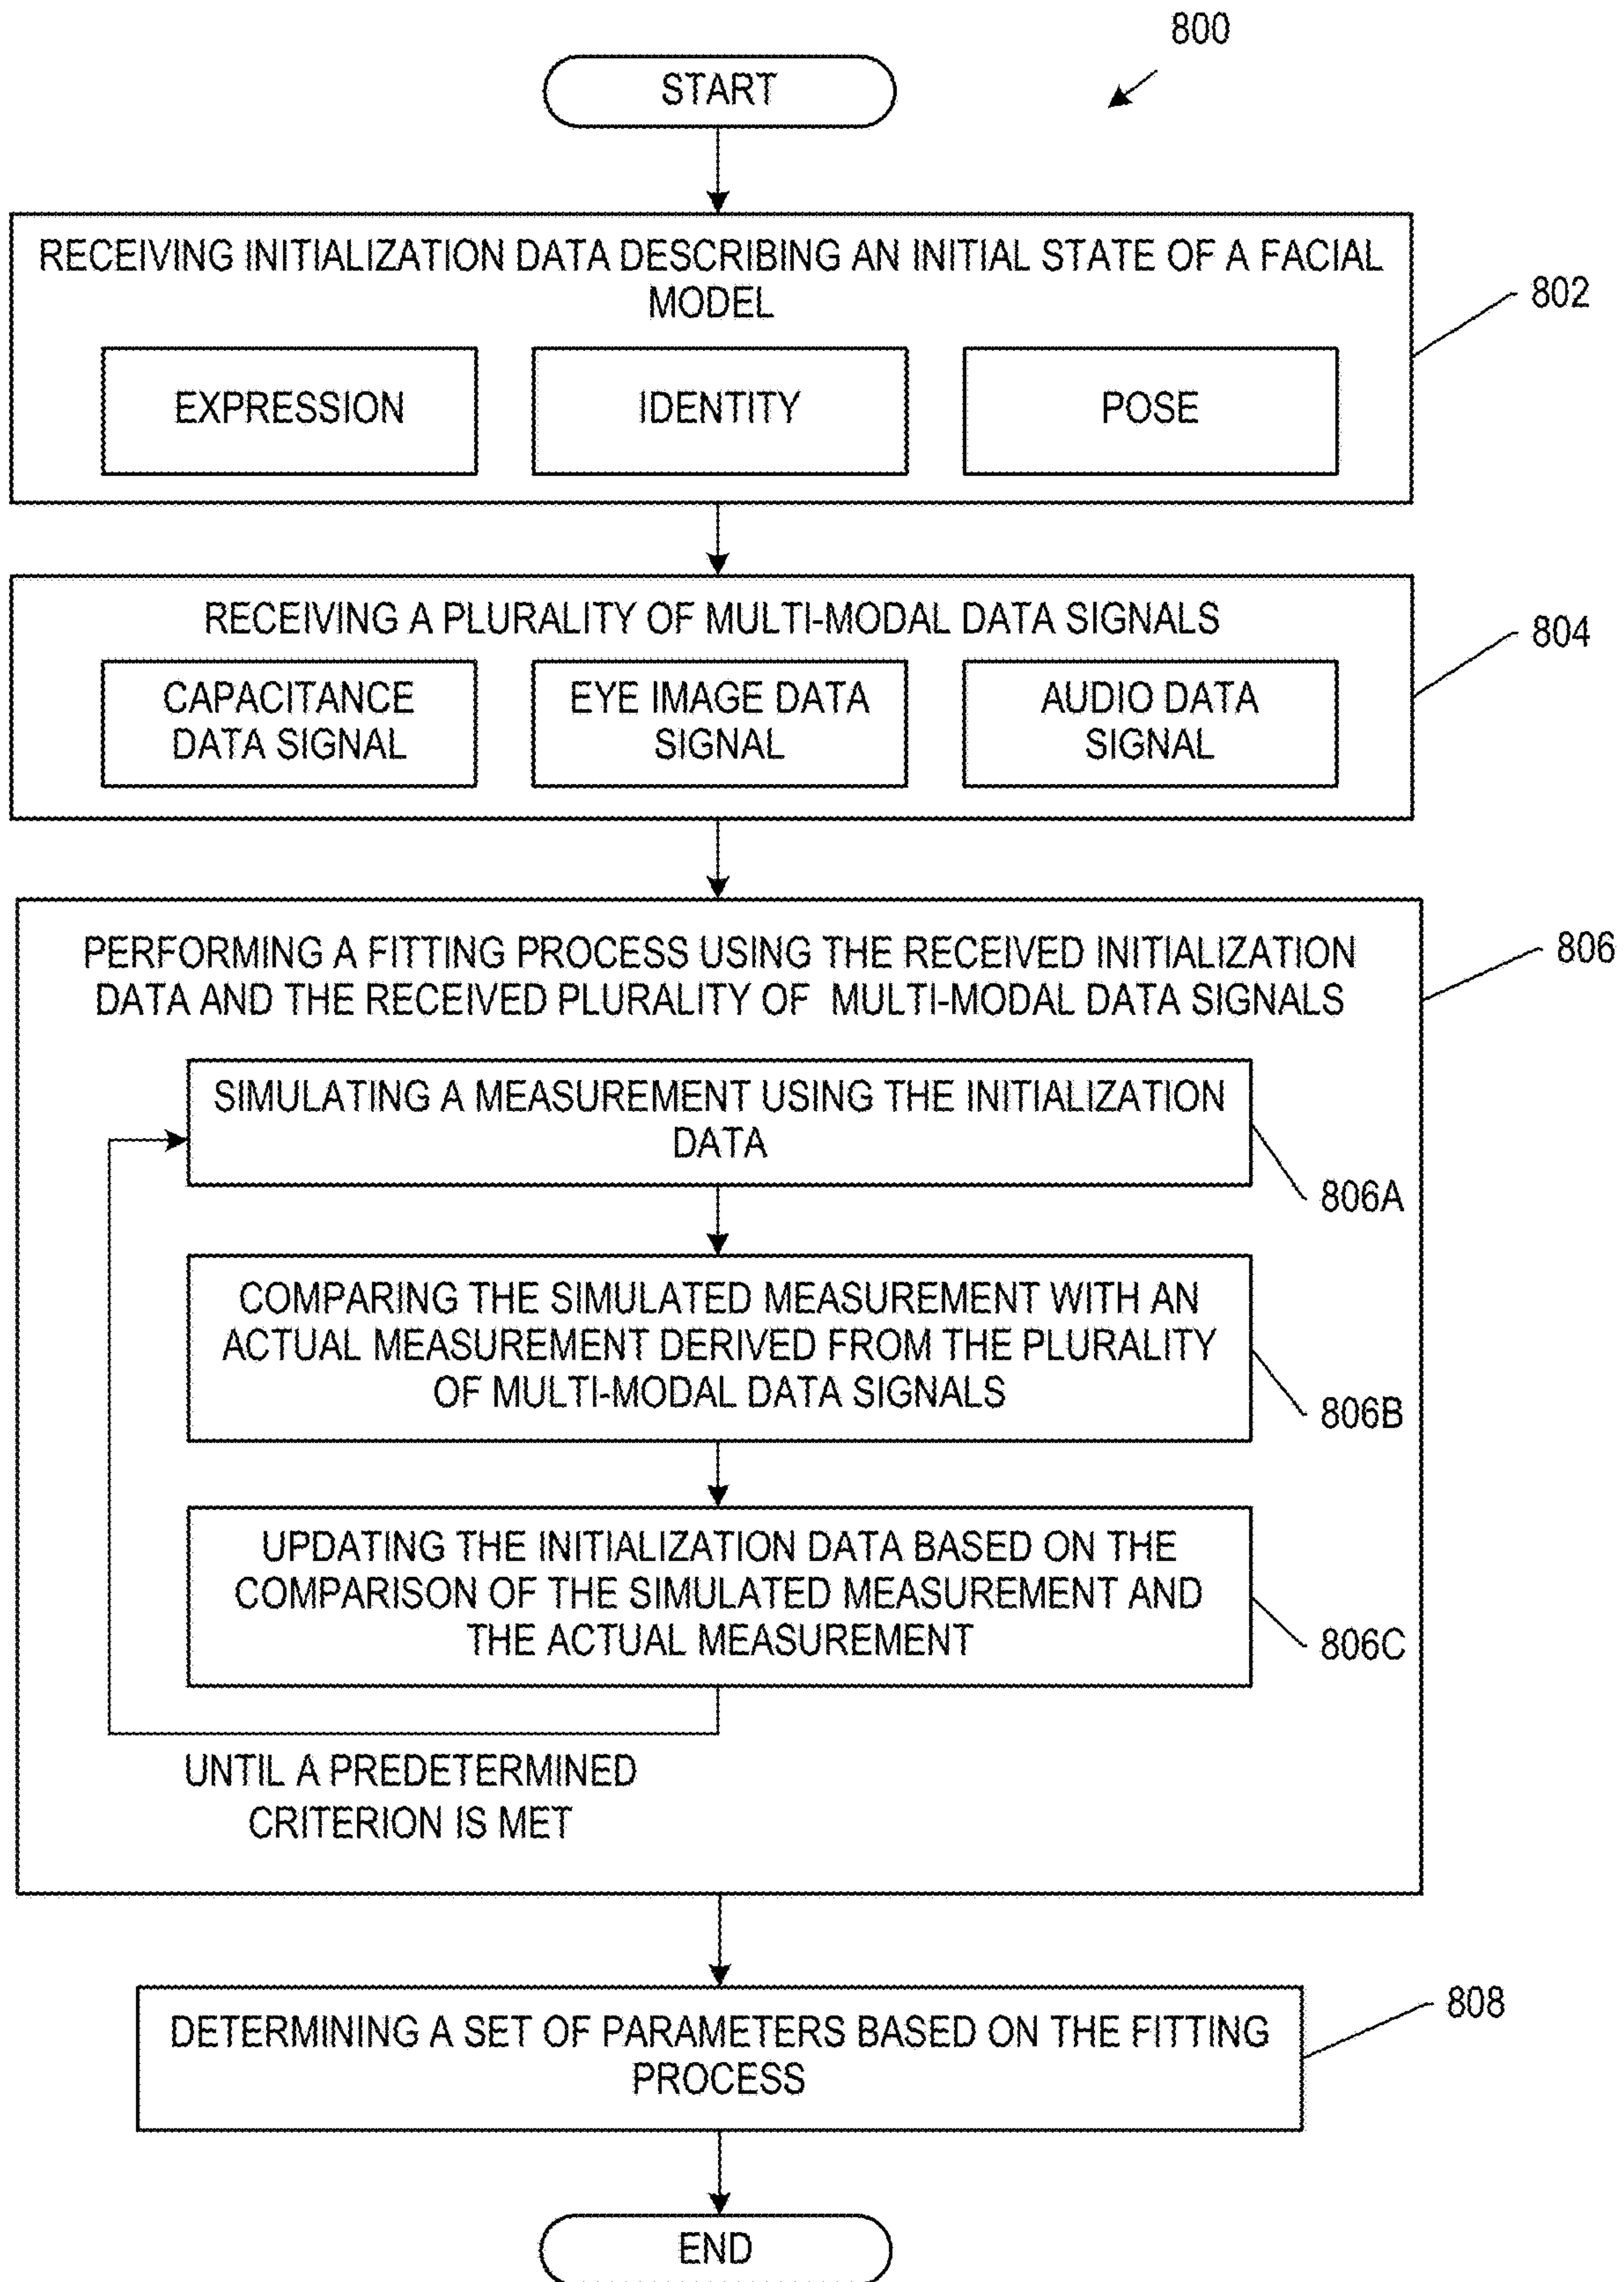 800
START
RECEIVING INITIALIZATION DATA DESCRIBING AN INITIAL STATE OF A FACIAL
MODEL
802
EXPRESSION
IDENTITY
POSE
RECEIVING A PLURALITY OF MULTI-MODAL DATA SIGNALS
804
CAPACITANCE
DATA SIGNAL
EYE IMAGE DATA
SIGNAL
AUDIO DATA
SIGNAL
PERFORMING A FITTING PROCESS USING THE RECEIVED INITIALIZATION
DATA AND THE RECEIVED PLURALITY OF MULTI-MODAL DATA SIGNALS
806
SIMULATING A MEASUREMENT USING THE INITIALIZATION
DATA
806A
COMPARING THE SIMULATED MEASUREMENT WITH AN
ACTUAL MEASUREMENT DERIVED FROM THE PLURALITY
OF MULTI-MODAL DATA SIGNALS
806B
UPDATING THE INITIALIZATION DATA BASED ON THE
COMPARISON OF THE SIMULATED MEASUREMENT AND
THE ACTUAL MEASUREMENT
806C
UNTIL A PREDETERMINED
CRITERION IS MET
DETERMINING A SET OF PARAMETERS BASED ON THE FITTING
PROCESS
808
END